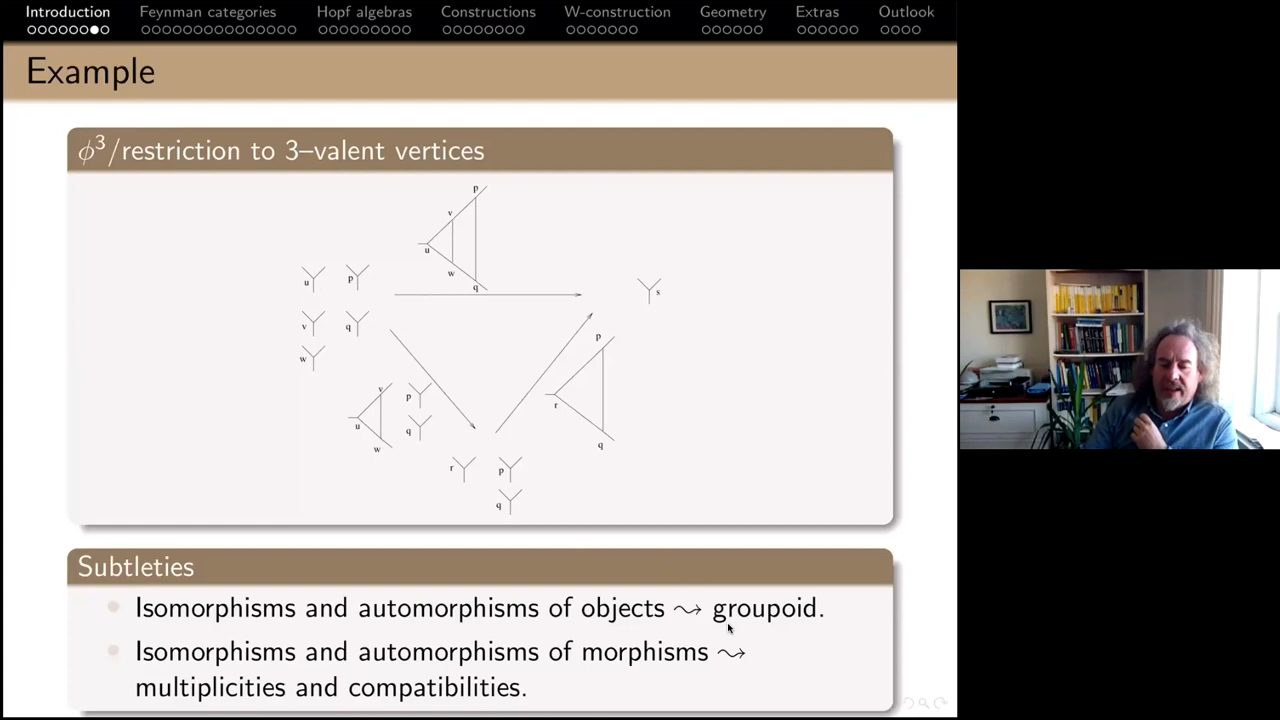 Introduction Feynman categories Hopf algebras Constructions W-construction Geometry Extras Outlook
Example
ϕ³/restriction to 3–valent vertices
p
v
u
w
q
u p
s
v q
w
p
v
p
r
u
q
w
q
r p
q
Subtleties
Isomorphisms and automorphisms of objects ⇝ groupoid.
Isomorphisms and automorphisms of morphisms ⇝
multiplicities and compatibilities.